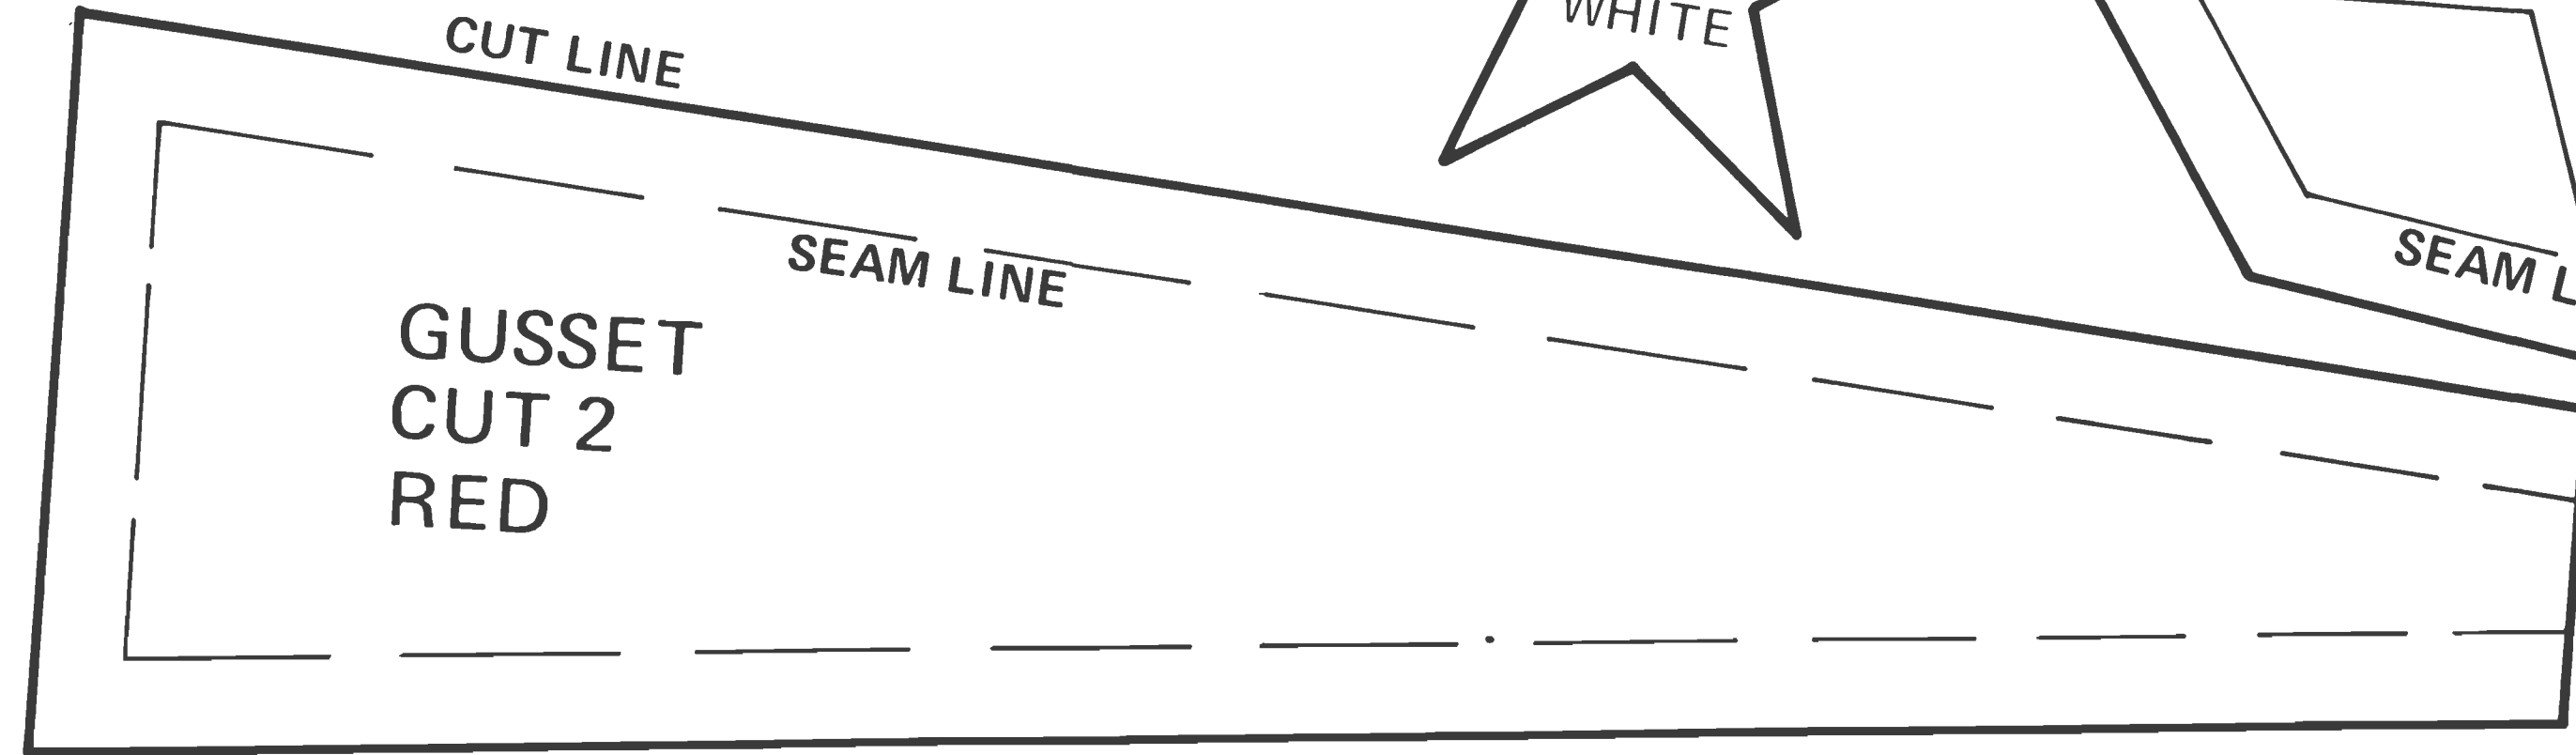 CUT LINE
WHITE
SEAM LINE
SEAM L
GUSSET
CUT 2
RED